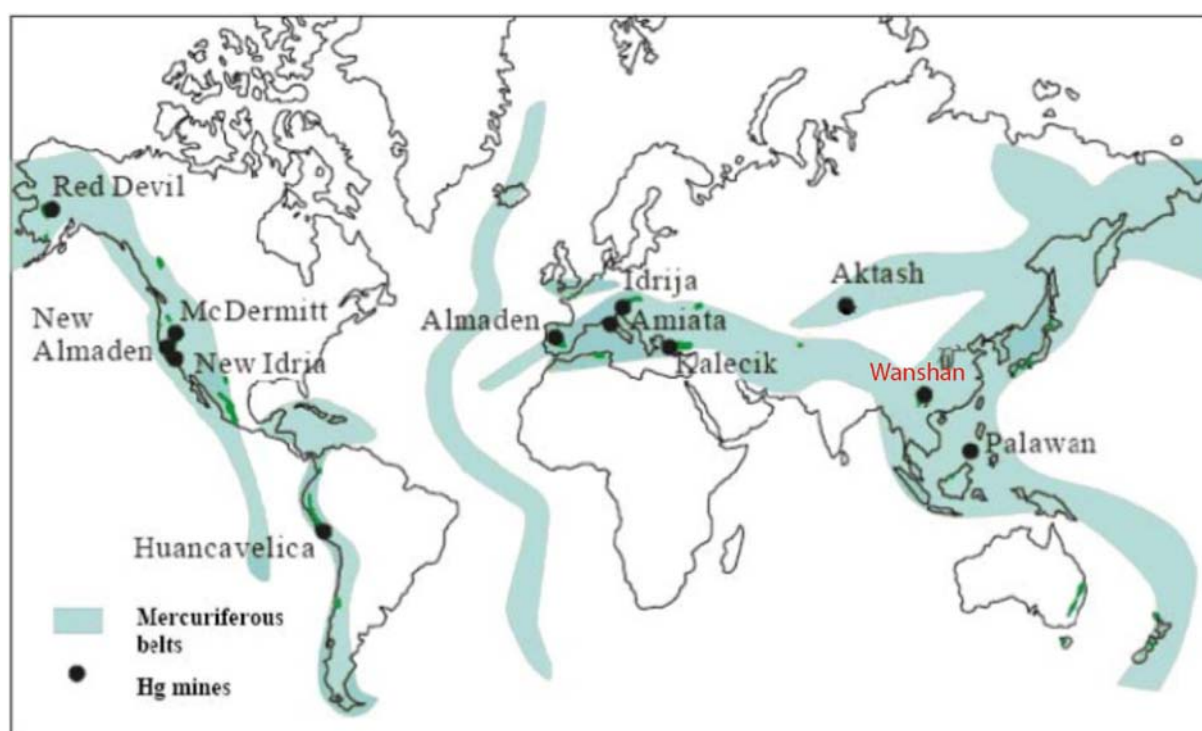 Red Devil
McDermitt
New
Almaden
New Idria
Huancavelica
Almaden
Idrija
Amiata
Kalecik
Aktash
Wanshan
Palawan
Mercuriferous
belts
Hg mines